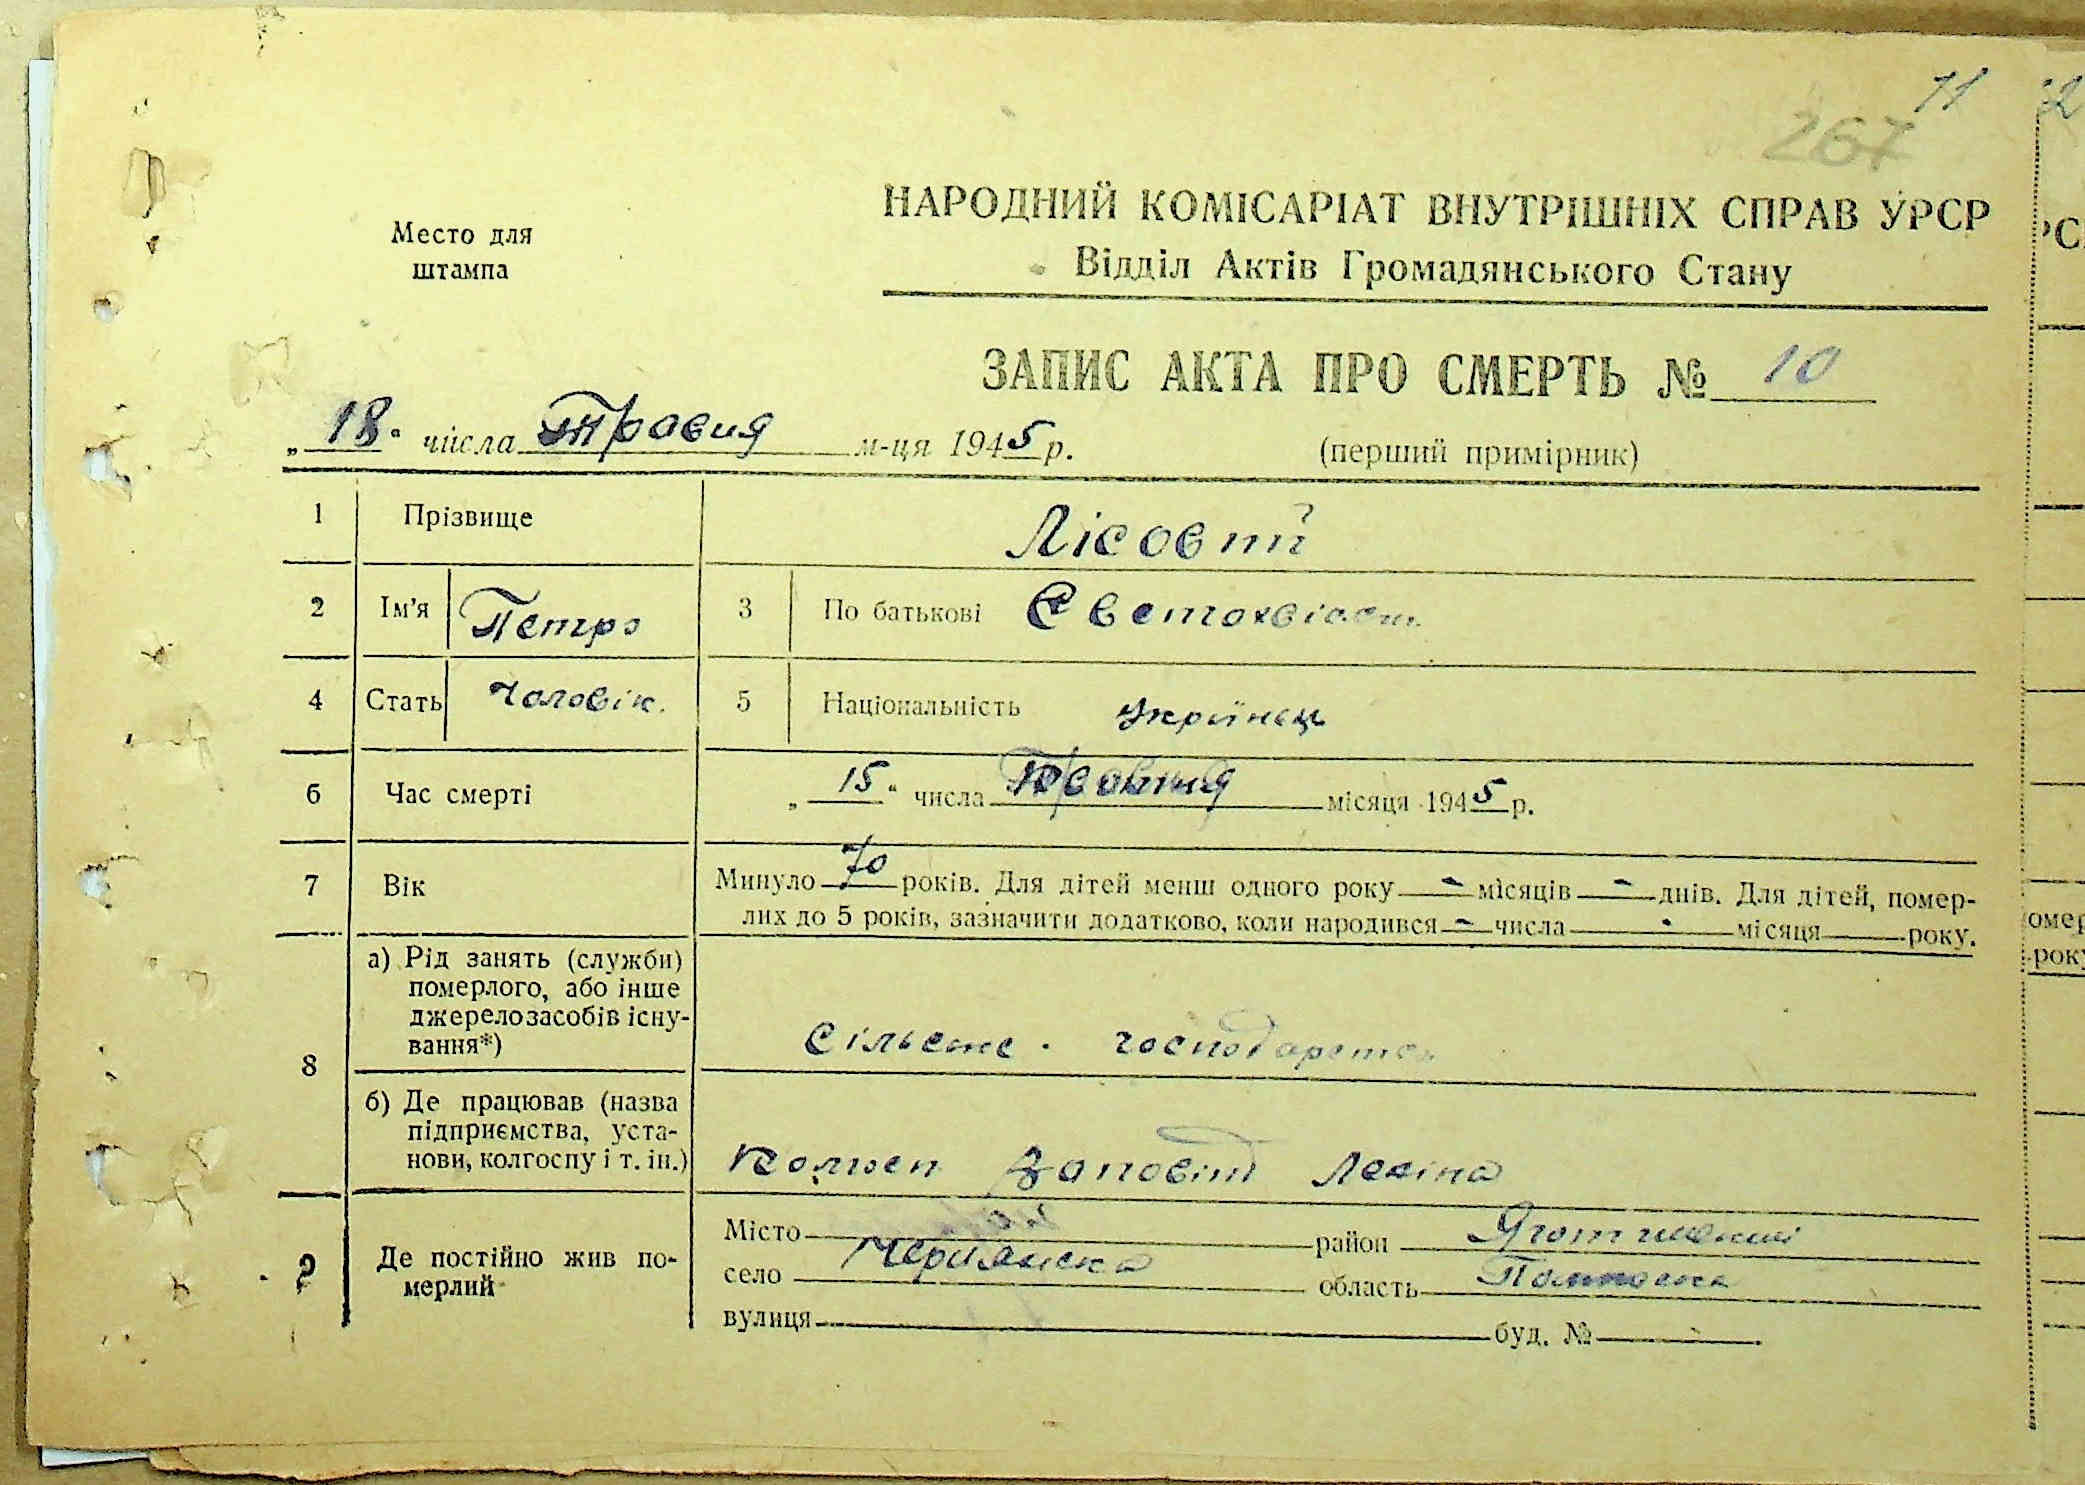 11
267
Место для
штампа
НАРОДНИЙ КОМІСАРІАТ ВНУТРІШНІХ СПРАВ УРСР
Відділ Актів Громадянського Стану
ЗАПИС АКТА ПРО СМЕРТЬ № 10
„18“ числа Травня м-ця 1945 р.
(перший примірник)
1 Прізвище Лісовий
2 Ім'я Петро 3 По батькові
4 Стать чоловік. 5 Національність українець
6 Час смерті „15“ числа Травня місяця 1945 р.
7 Вік Минуло 70 років. Для дітей менш одного року - місяців - днів. Для дітей, помер-
лих до 5 років, зазначити додатково, коли народився - числа - місяця року.
8 а) Рід занять (служби)
померлого, або інше
джерело засобів існу-
вання*)
Сільське. господарство
б) Де працював (назва
підприємства, уста-
нови, колгоспу і т. ін.)
Колгосп Заповіт Леніна
9 Де постійно жив по-
мерлий
Місто район Яготинський
село область Полтавська
вулиця буд. №